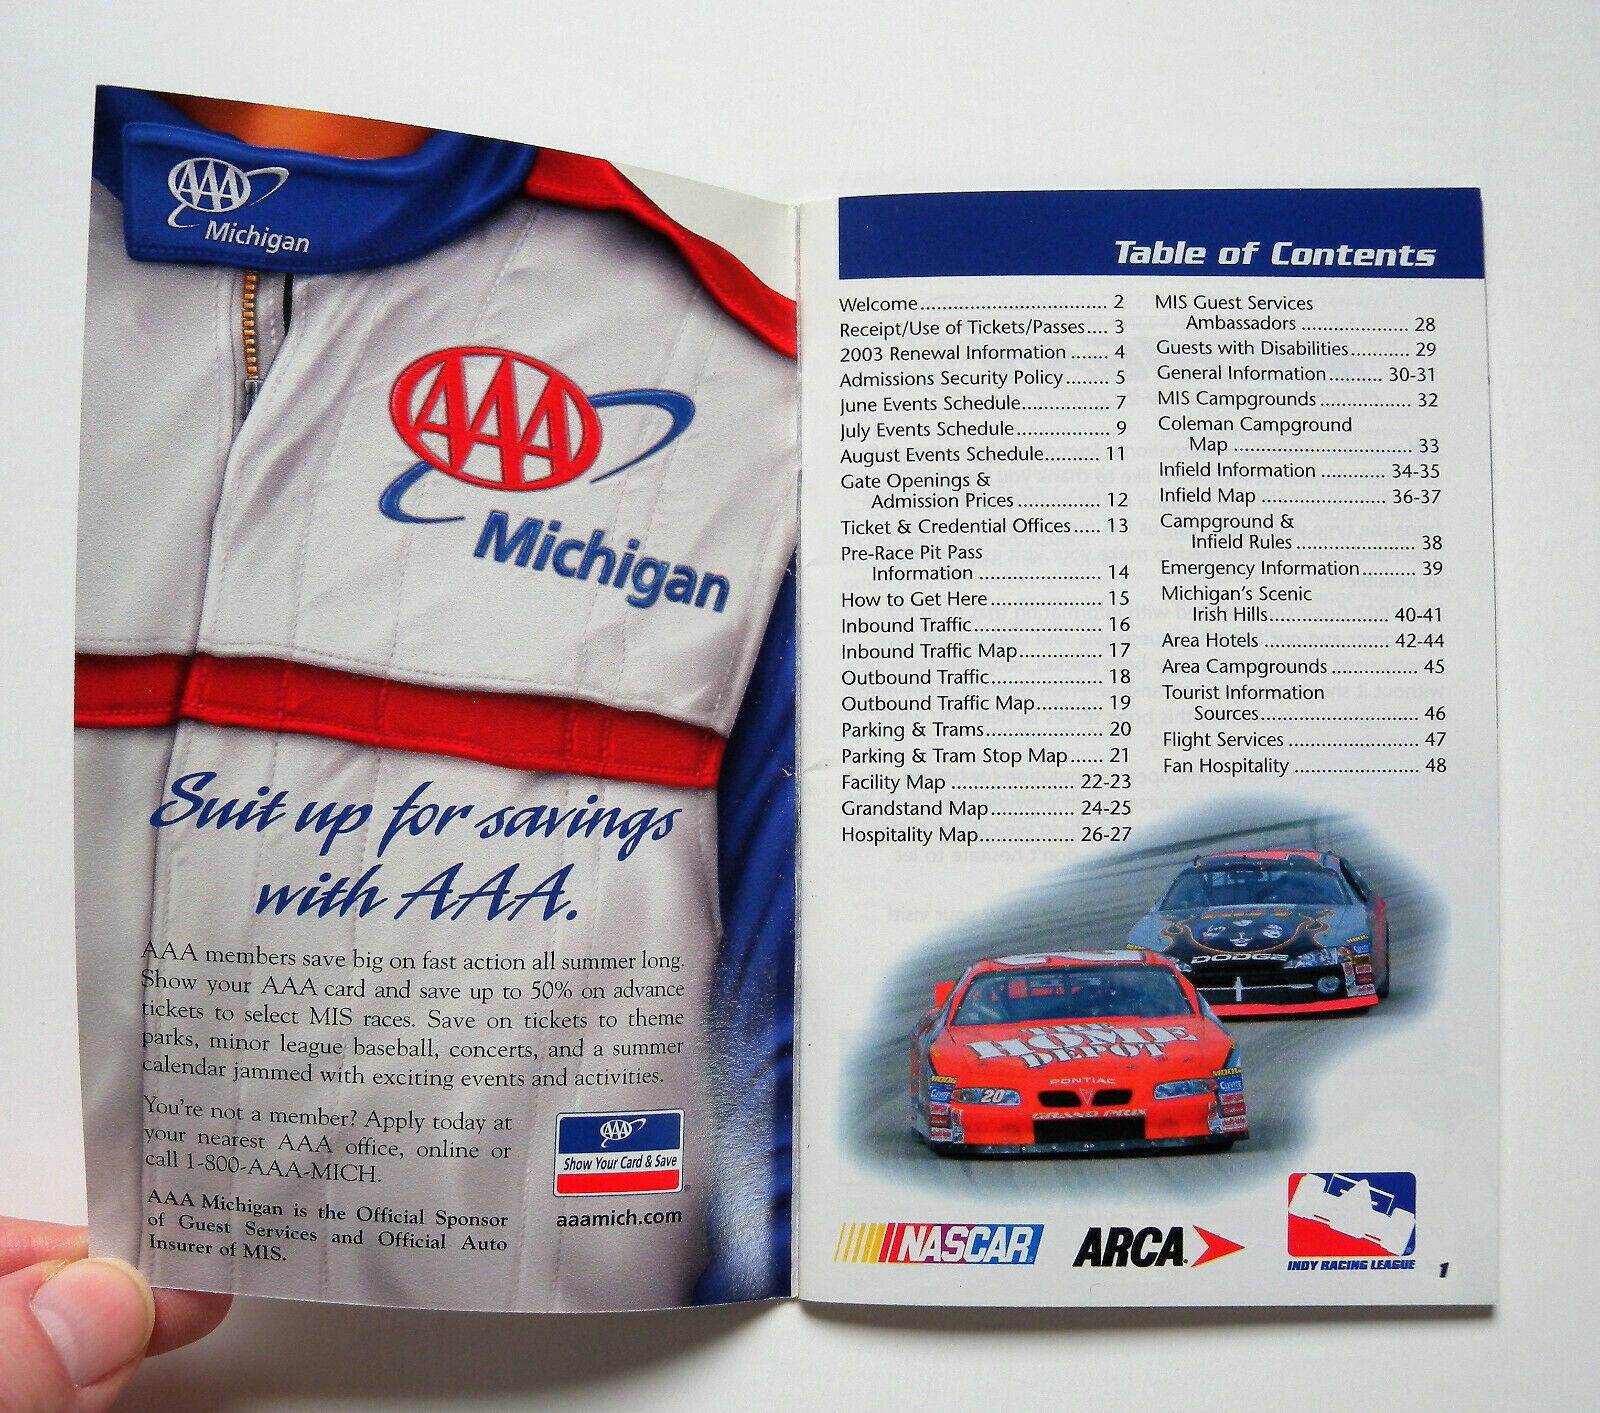 AAA
Michigan
AAA
Michigan
Suit up for savings
with AAA.
AAA members save big on fast action all summer long.
Show your AAA card and save up to 50% on advance
tickets to select MIS races. Save on tickets to theme
parks, minor league baseball, concerts, and a summer
calendar jammed with exciting events and activities.
You're not a member? Apply today at
your nearest AAA office, online or
call 1-800-AAA-MICH.
AAA Michigan is the Official Sponsor
of Guest Services and Official Auto
Insurer of MIS.
AAA
Show Your Card & Save
aaamich.com
Table of Contents
Welcome................................ 2
Receipt/Use of Tickets/Passes.... 3
2003 Renewal Information ....... 4
Admissions Security Policy........ 5
June Events Schedule............... 7
July Events Schedule................ 9
August Events Schedule.......... 11
Gate Openings &
Admission Prices ............... 12
Ticket & Credential Offices ..... 13
Pre-Race Pit Pass
Information ...................... 14
How to Get Here .................... 15
Inbound Traffic....................... 16
Inbound Traffic Map............... 17
Outbound Traffic.................... 18
Outbound Traffic Map............ 19
Parking & Trams..................... 20
Parking & Tram Stop Map...... 21
Facility Map ...................... 22-23
Grandstand Map............... 24-25
Hospitality Map................. 26-27
MIS Guest Services
Ambassadors ................... 28
Guests with Disabilities........... 29
General Information.......... 30-31
MIS Campgrounds ................ 32
Coleman Campground
Map ................................ 33
Infield Information ........... 34-35
Infield Map ...................... 36-37
Campground &
Infield Rules ..................... 38
Emergency Information.......... 39
Michigan's Scenic
Irish Hills...................... 40-41
Area Hotels ...................... 42-44
Area Campgrounds ............... 45
Tourist Information
Sources............................ 46
Flight Services ....................... 47
Fan Hospitality ...................... 48
DODGE
MOOG
THE
HOME
DEPOT
PONTIAC
MOOG
MOOG
CLEVITE
20
GRAND PRIX
NASCAR
ARCA
INDY RACING LEAGUE
1